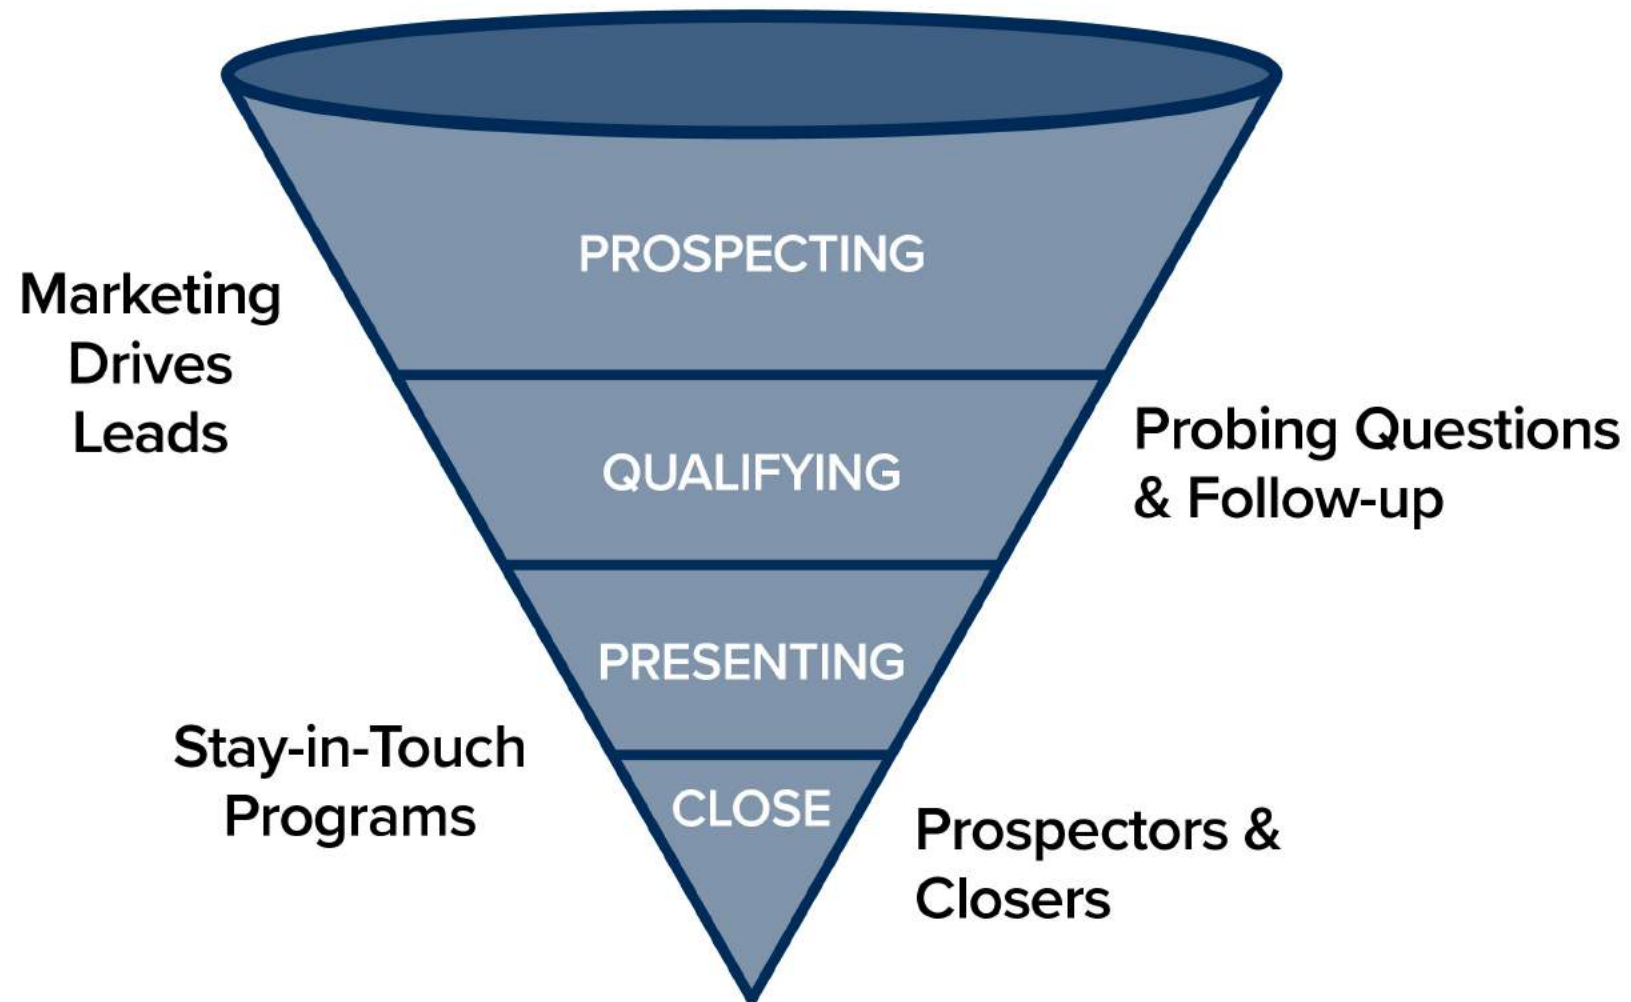 PROSPECTING
Marketing
Drives
Leads
QUALIFYING
Probing Questions
& Follow-up
PRESENTING
Stay-in-Touch
Programs
CLOSE
Prospectors &
Closers